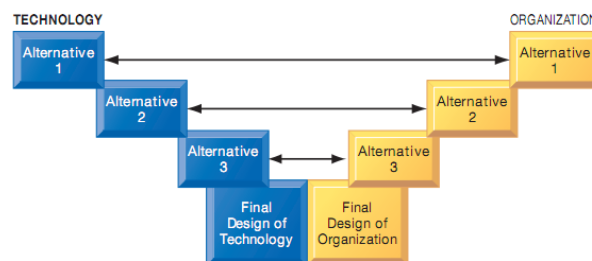 TECHNOLOGY
ORGANIZATION
Alternative
1
Alternative
1
Alternative
2
Alternative
2
Alternative
3
Alternative
3
Final
Design of
Technology
Final
Design of
Organization